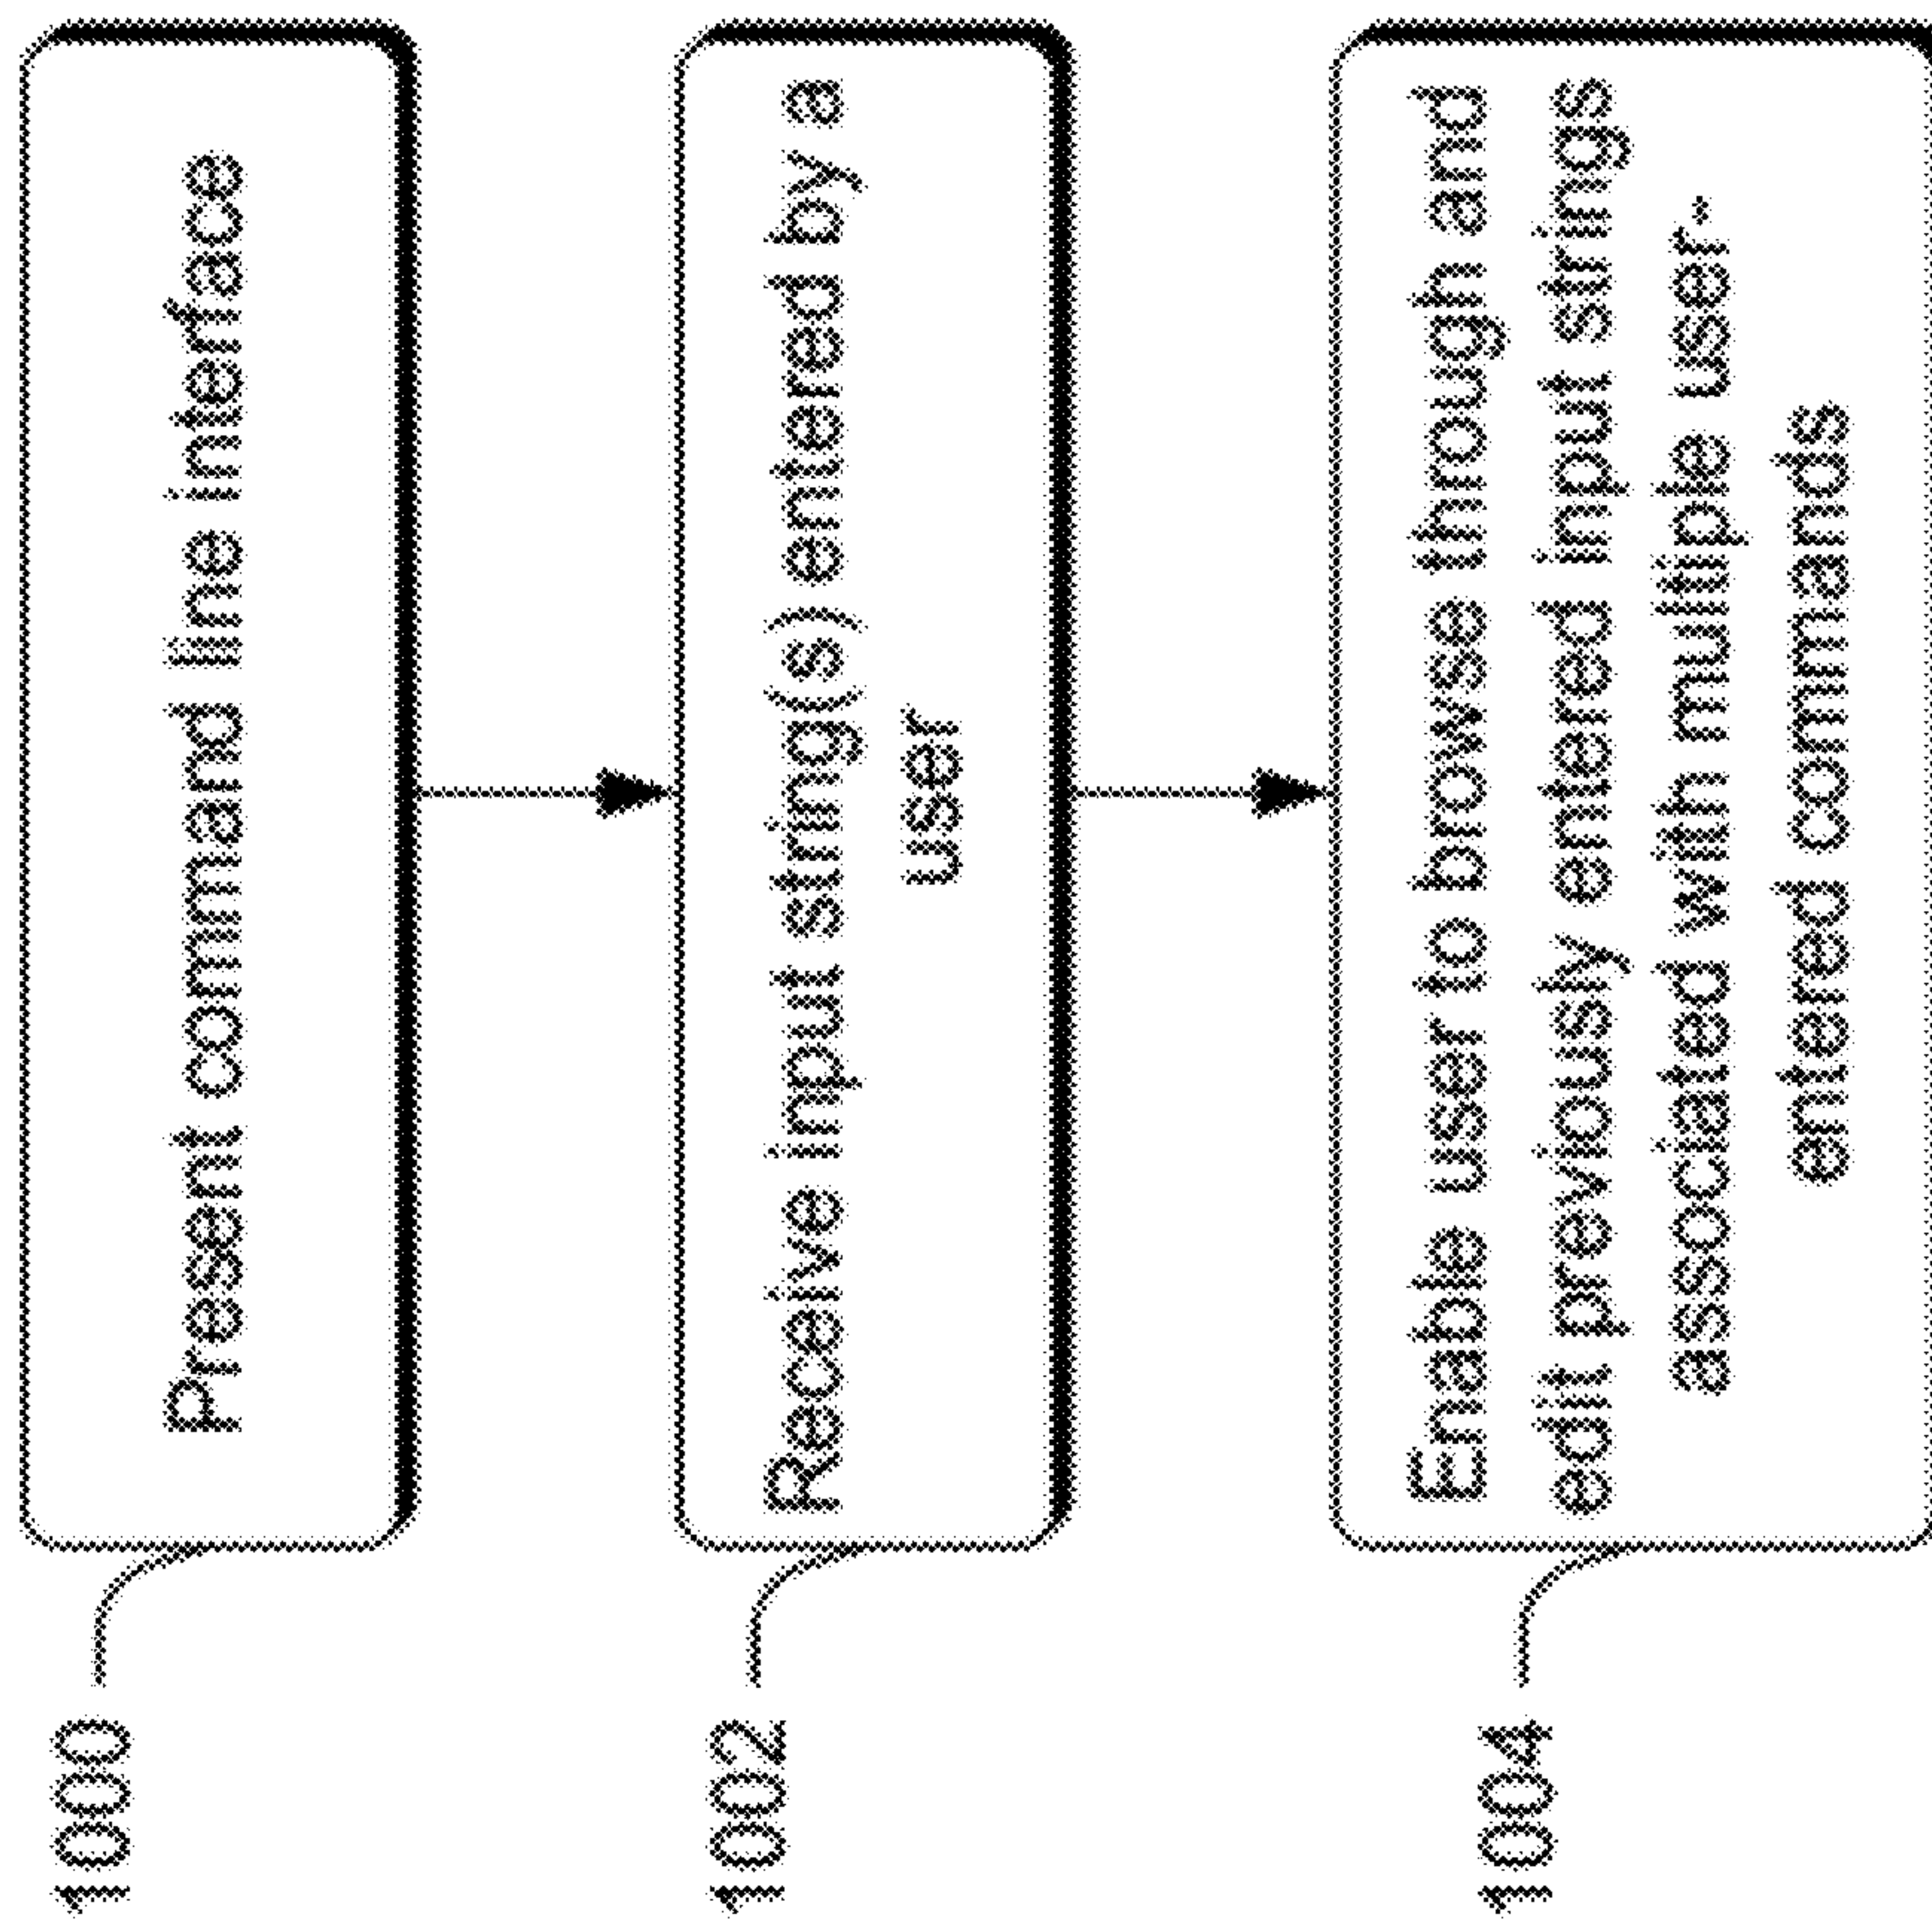 1000
Present command line interface
1002
Receive input string(s) entered by a
user
1004
Enable user to browse through and
edit previously entered input strings
associated with multiple user-
entered commands